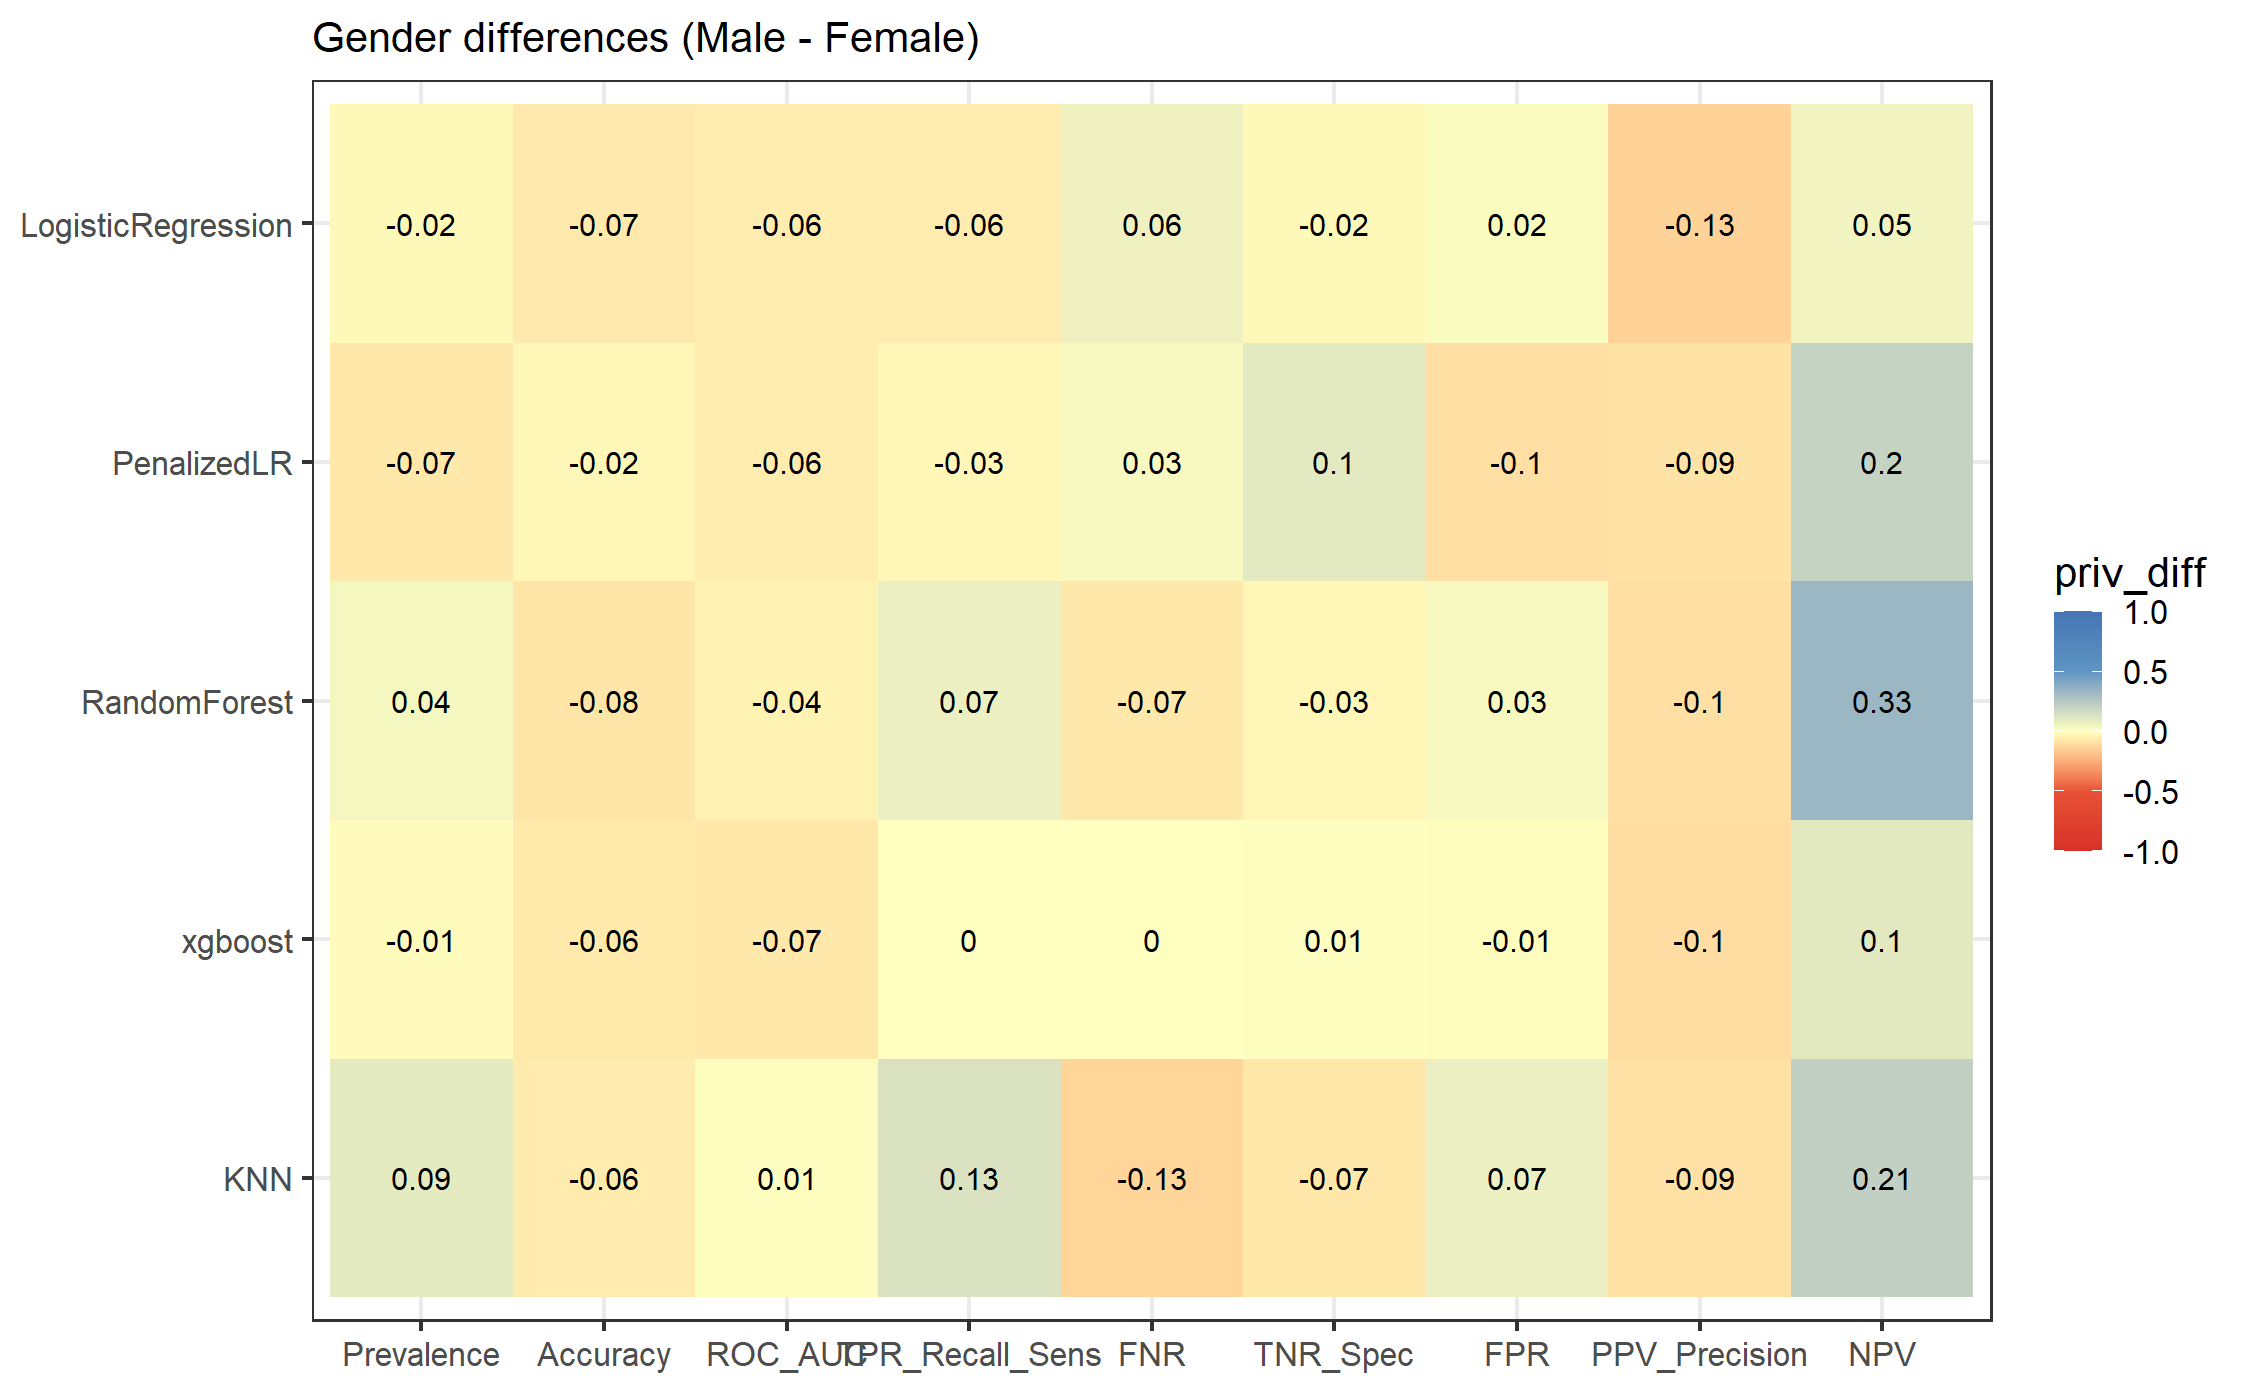 Gender differences (Male - Female)
LogisticRegression -0.02 -0.07 -0.06 -0.06 0.06 -0.02 0.02 -0.13 0.05
PenalizedLR -0.07 -0.02 -0.06 -0.03 0.03 0.1 -0.1 -0.09 0.2
RandomForest 0.04 -0.08 -0.04 0.07 -0.07 -0.03 0.03 -0.1 0.33
xgboost -0.01 -0.06 -0.07 0 0 0.01 -0.01 -0.1 0.1
KNN 0.09 -0.06 0.01 0.13 -0.13 -0.07 0.07 -0.09 0.21
Prevalence Accuracy ROC_AUC TPR_Recall_Sens FNR TNR_Spec FPR PPV_Precision NPV
priv_diff
1.0
0.5
0.0
-0.5
-1.0